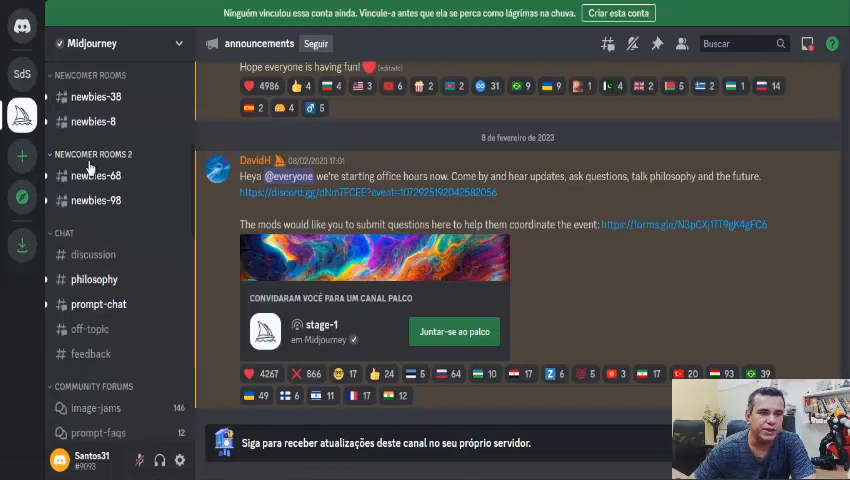 Ninguém vinculou esta conta ainda. Vincule-a antes que ela se perca como lágrimas na chuva.
Criar esta conta
Midjourney
announcements
Seguir
Buscar
SdS
NEWCOMER ROOMS
newbies-38
newbies-8
NEWCOMER ROOMS 2
newbies-68
newbies-98
CHAT
discussion
philosophy
prompt-chat
off-topic
feedback
COMMUNITY FORUMS
image-jams 146
prompt-faqs 12
Santos31
#9093
Hope everyone is having fun! (editado)
4986 4 4 3 6 2 2 31 9 9 1 4 2 5 2 1 14
2 4 5
8 de fevereiro de 2023
DavidH 08/02/2023 17:01
Heya @everyone we're starting office hours now. Come by and hear updates, ask questions, talk philosophy and the future.
The mods would like you to submit questions here to help them coordinate the event:
CONVIDARAM VOCÊ PARA UM CANAL PALCO
stage-1
em Midjourney
Juntar-se ao palco
4267 866 17 24 5 64 10 17 Z 6 5 3 17 20 93 39
49 6 11 17 12
Siga para receber atualizações deste canal no seu próprio servidor.